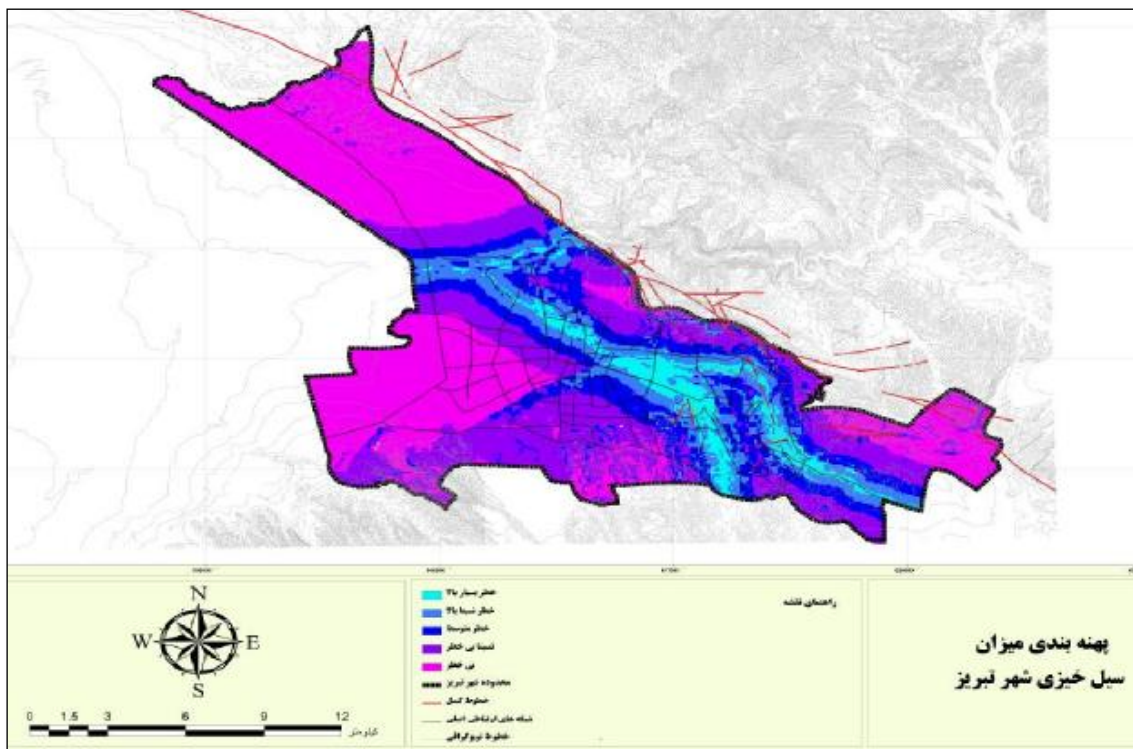 N
W E
S
0 1.5 3 6 9 12
کیلومتر
خطر بسیار بالا
خطر نسبتا بالا
خطر متوسط
نسبتا بی خطر
بی خطر
محدوده شهر تبریز
خطوط گسل
شبکه های ارتباطی اصلی
خطوط توپوگرافی
راهنمای نقشه
پهنه بندی میزان
سیل خیزی شهر تبریز